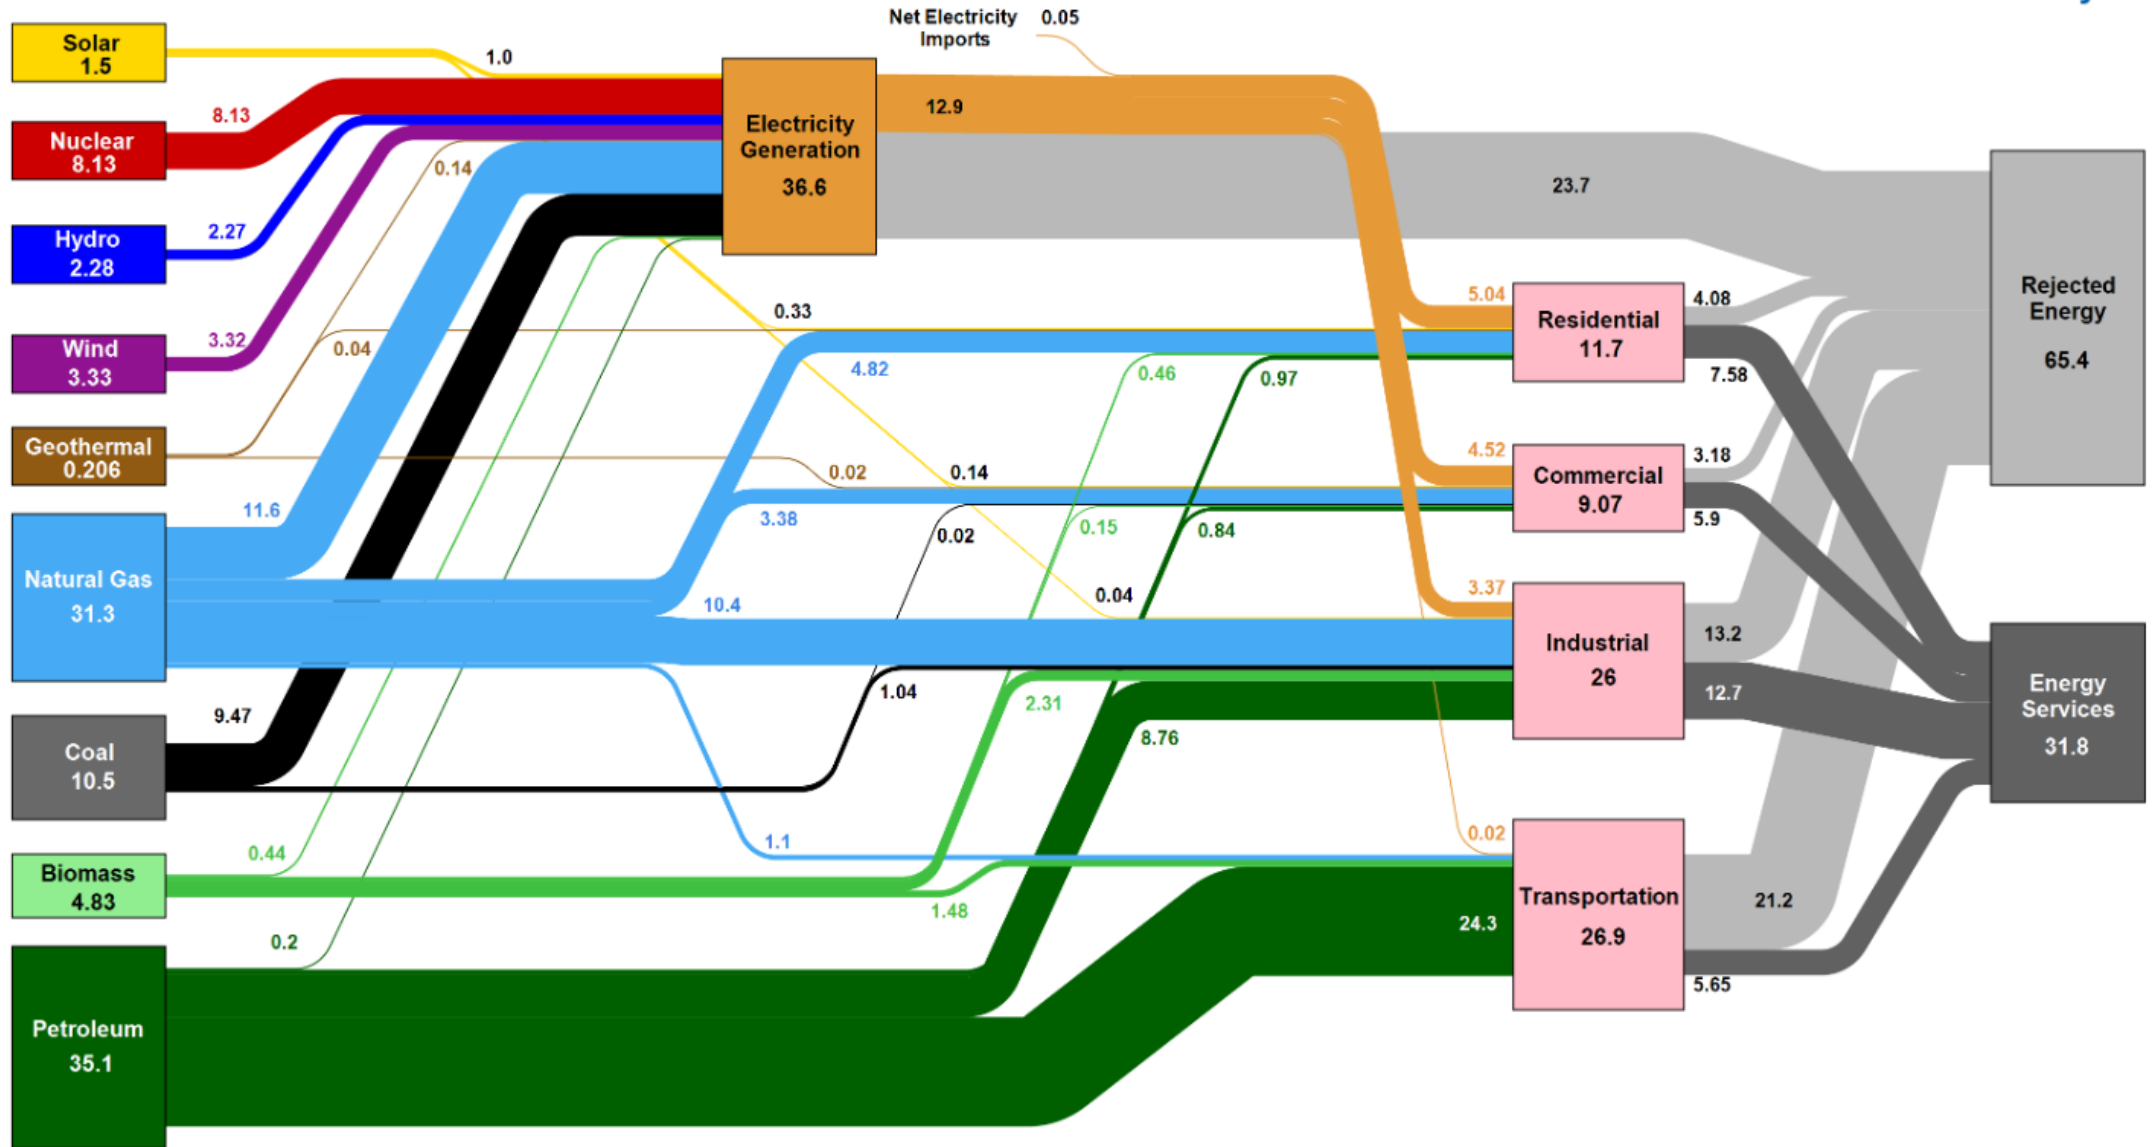 Net Electricity
Imports
0.05
Solar
1.5
1.0
Nuclear
8.13
8.13
Hydro
2.28
2.27
Wind
3.33
3.32
Geothermal
0.206
0.14
0.04
0.02
Natural Gas
31.3
11.6
4.82
3.38
10.4
1.1
Coal
10.5
9.47
0.02
1.04
Biomass
4.83
0.44
0.46
0.15
2.31
1.48
Petroleum
35.1
0.2
0.97
0.84
8.76
24.3
Electricity
Generation
36.6
12.9
23.7
0.33
0.14
0.04
5.04
4.52
3.37
0.02
Residential
11.7
4.08
7.58
Commercial
9.07
3.18
5.9
Industrial
26
13.2
12.7
Transportation
26.9
21.2
5.65
Rejected
Energy
65.4
Energy
Services
31.8